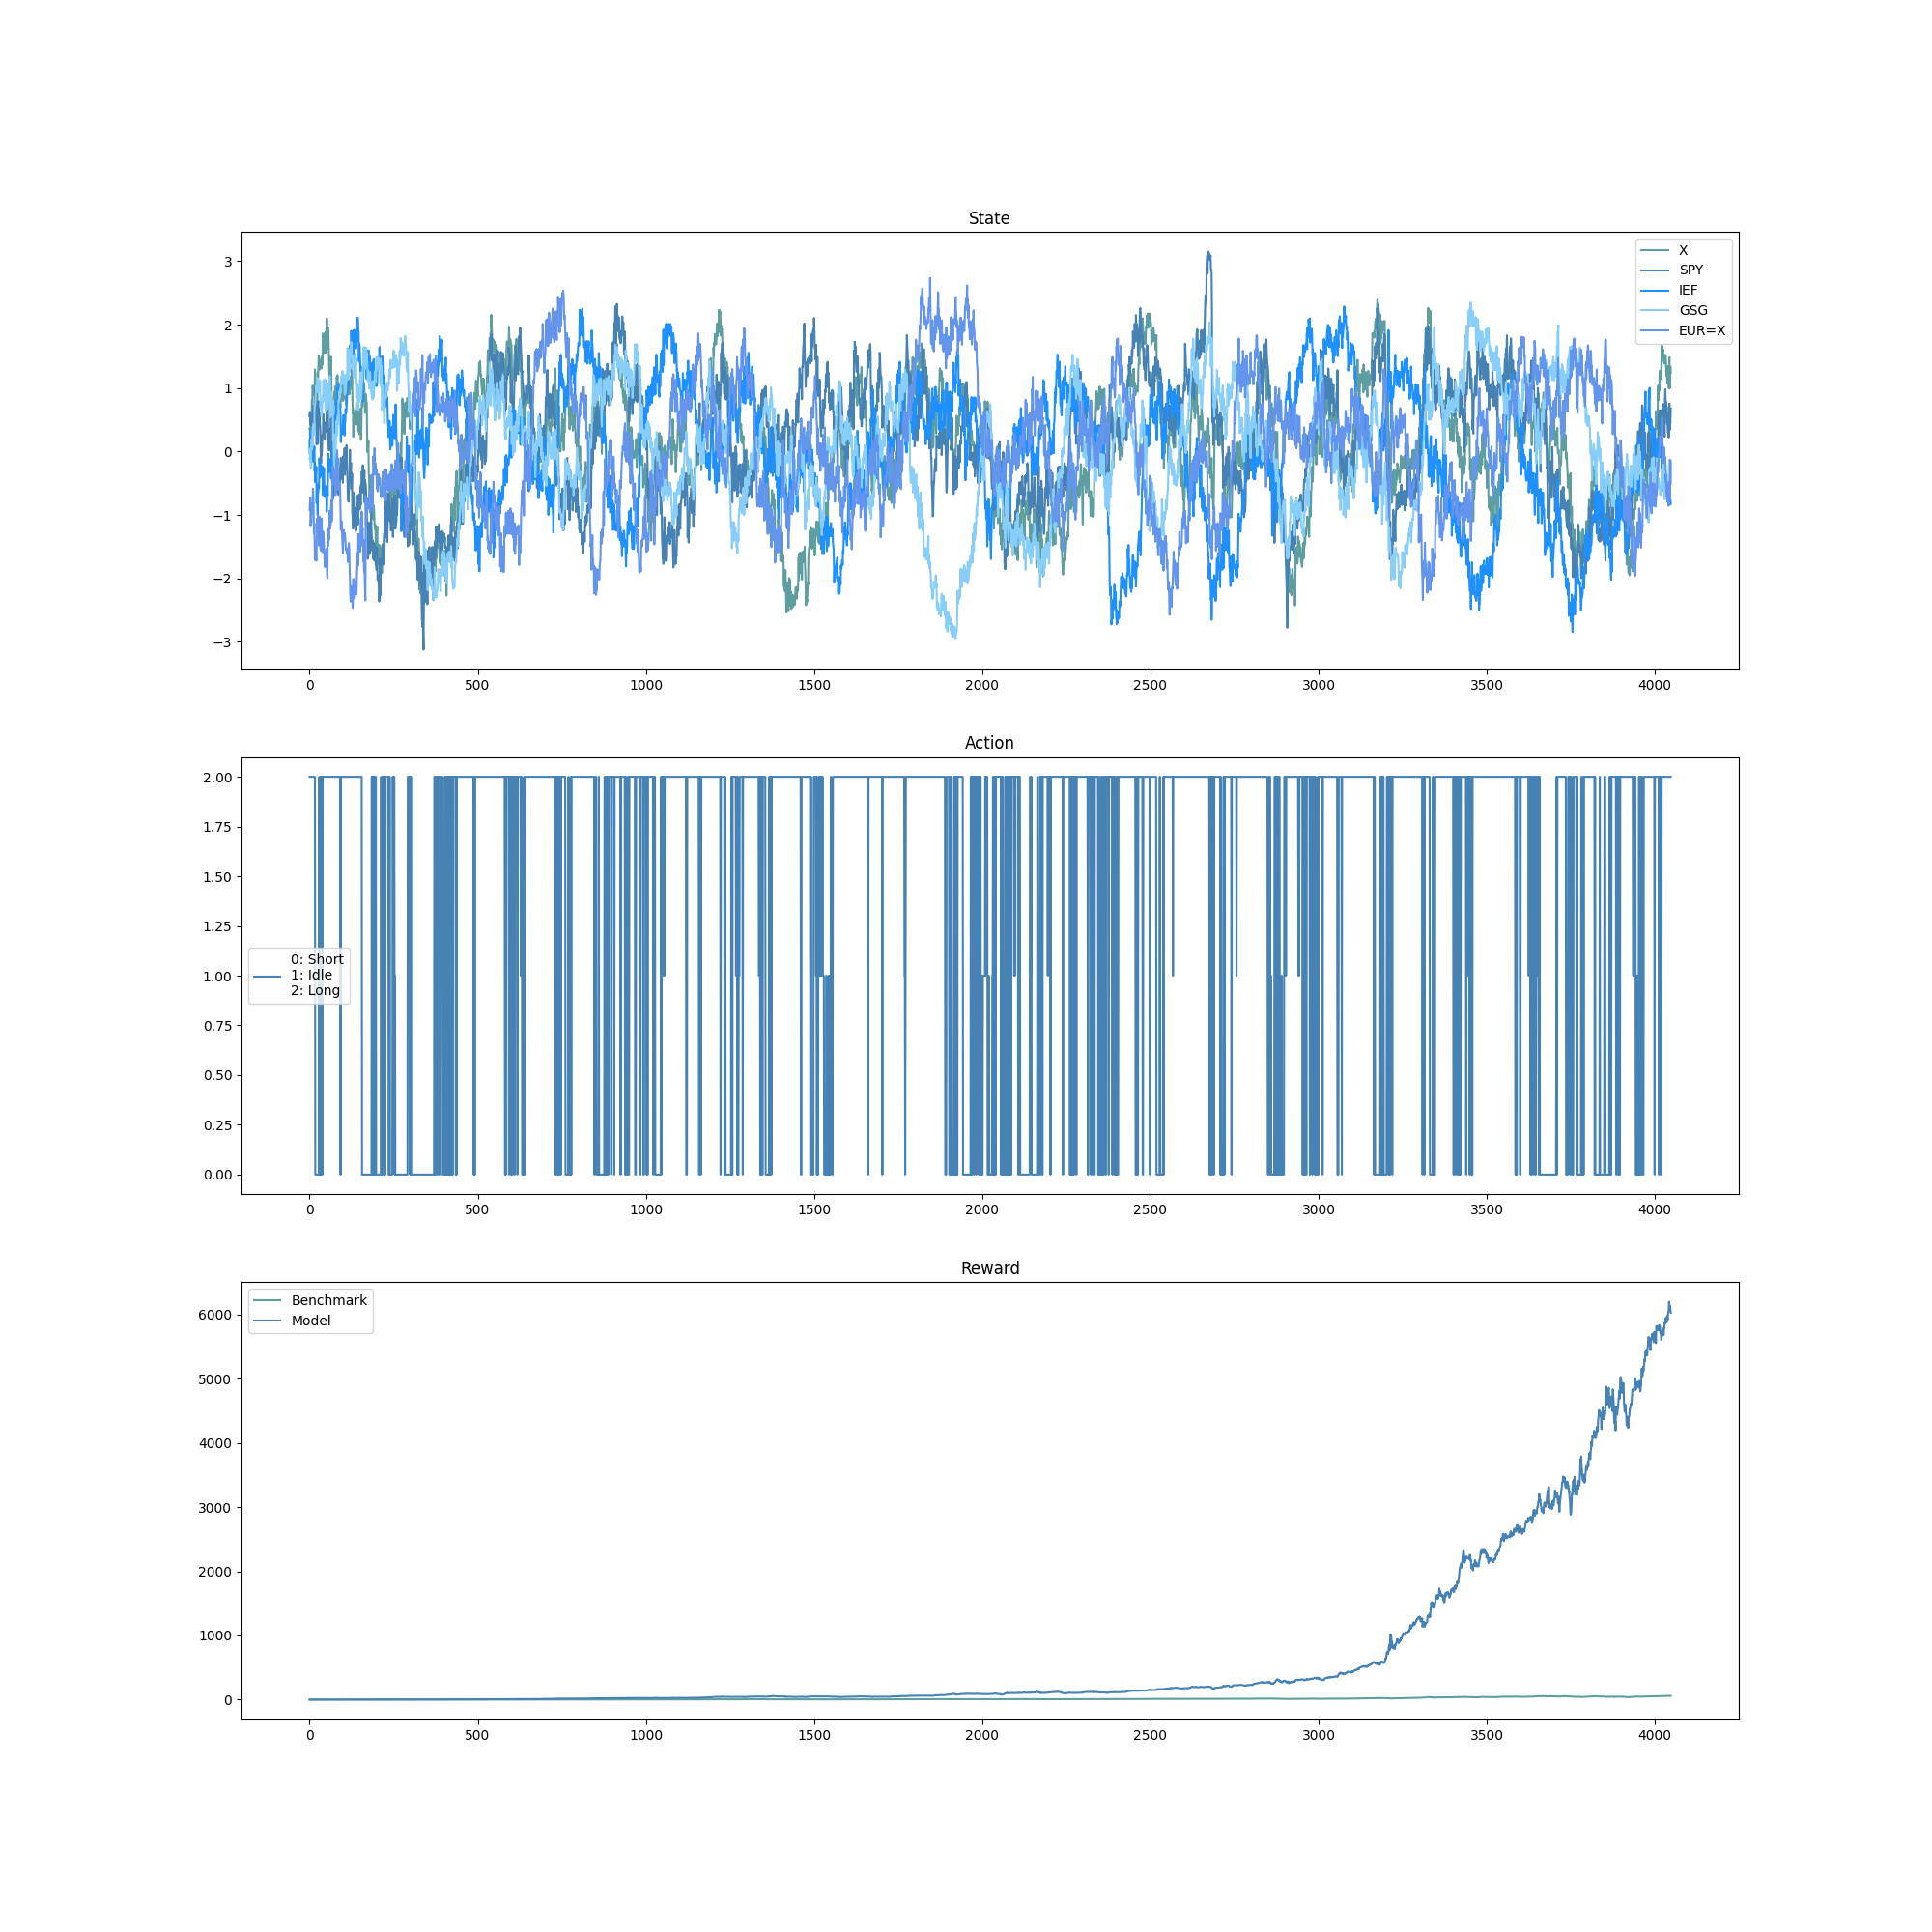 State
3
2
1
0
−1
−2
−3
X
SPY
IEF
GSG
EUR=X
0 500 1000 1500 2000 2500 3000 3500 4000
Action
2.00
1.75
1.50
1.25
1.00
0.75
0.50
0.25
0.00
0: Short
1: Idle
2: Long
0 500 1000 1500 2000 2500 3000 3500 4000
Reward
Benchmark
Model
6000
5000
4000
3000
2000
1000
0
0 500 1000 1500 2000 2500 3000 3500 4000